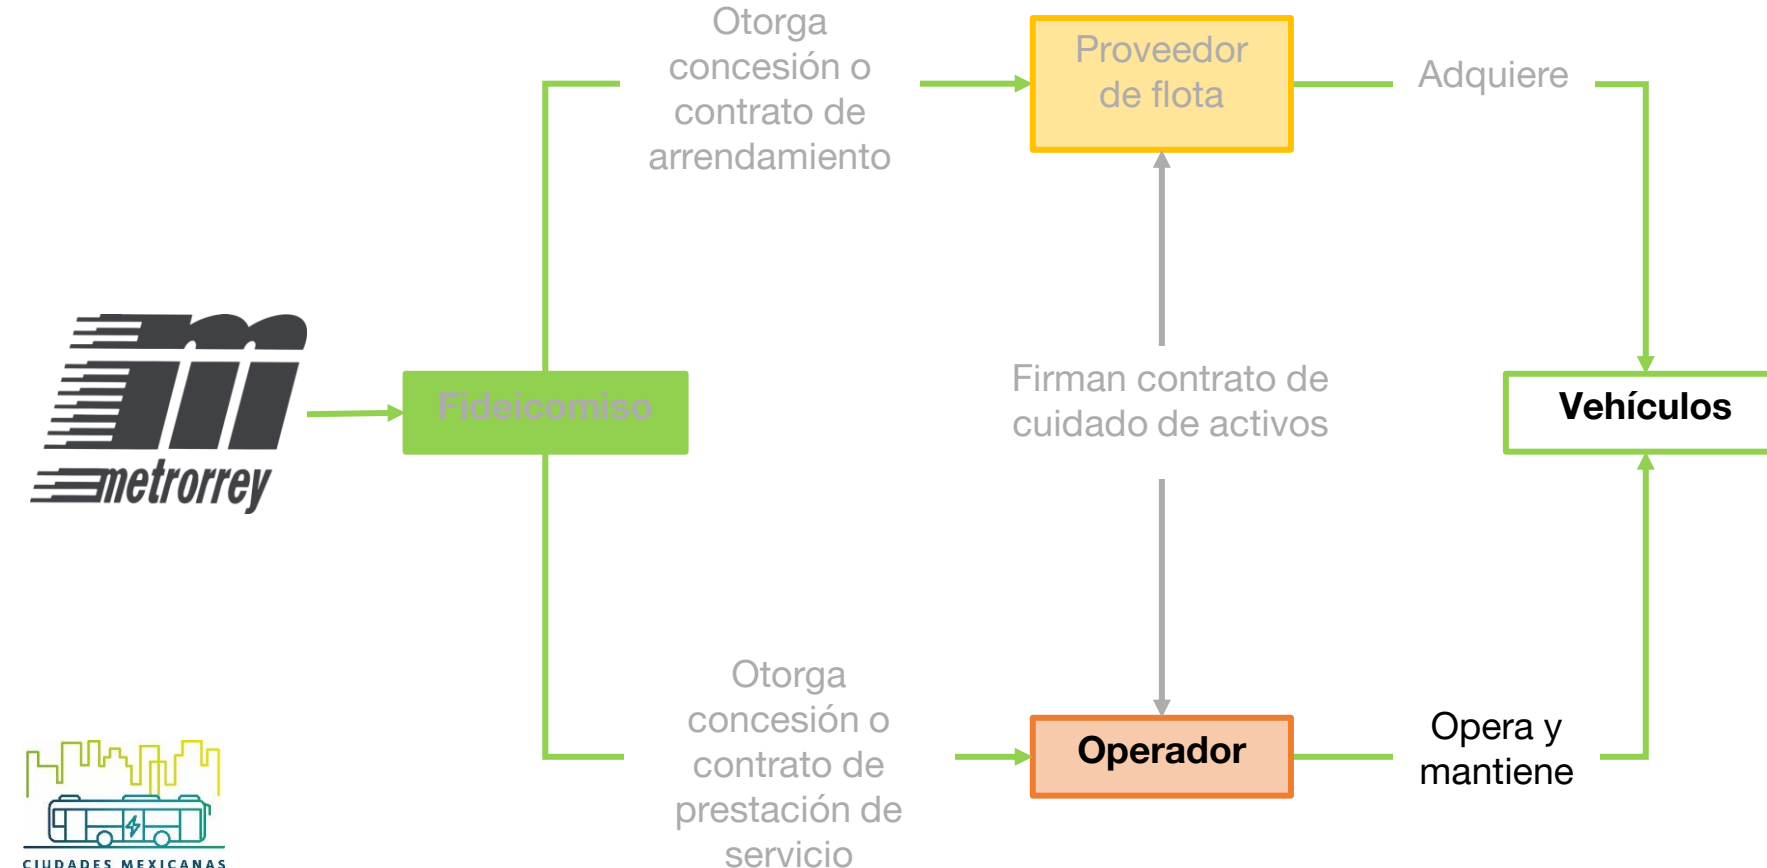 Otorga
concesión o
contrato de
arrendamiento
Proveedor
de flota
Adquiere
metrorrey
Fideicomiso
Firman contrato de
cuidado de activos
Vehículos
Otorga
concesión o
contrato de
prestación de
servicio
Operador
Opera y
mantiene
CIUDADES MEXICANAS